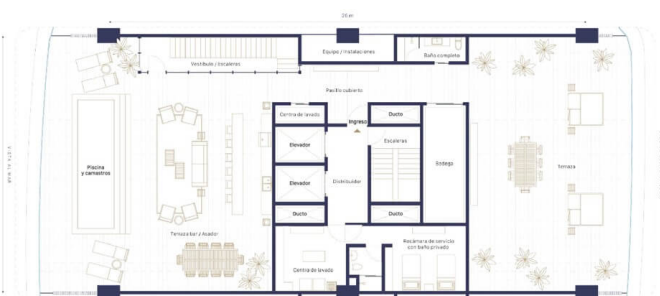 20 m
Equipo / Instalaciones
Baño completo
Vestíbulo / Escaleras
Pasillo cubierto
Centro de lavado
Ingreso
Ducto
Elevador
Escaleras
Bodega
Piscina
y camastros
Elevador
Distribuidor
Terraza
Ducto
Ducto
Terraza bar y Asador
Recámara de servicio
con baño privado
Centro de lavado